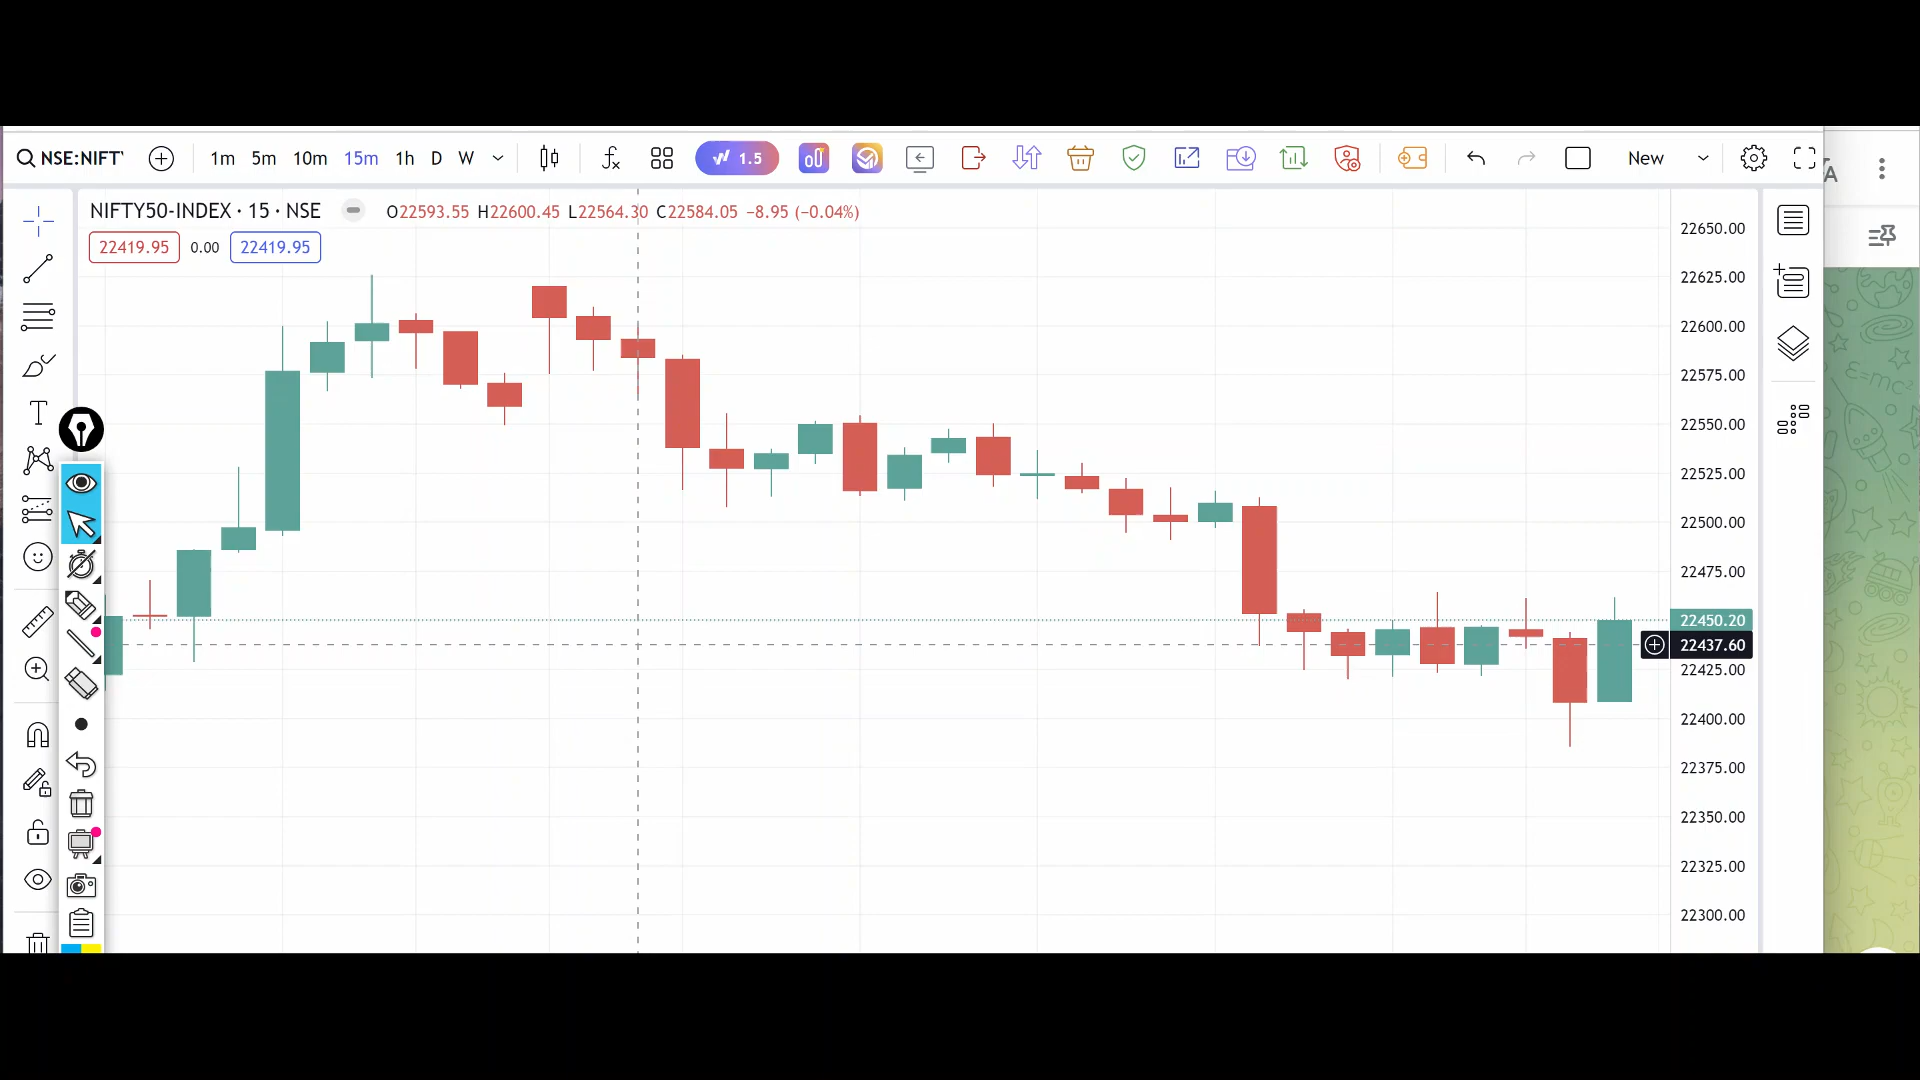 NSE:NIFT
1m 5m 10m 15m 1h D W
1.5
New
NIFTY50-INDEX · 15 · NSE
O22593.55 H22600.45 L22564.30 C22584.05 −8.95 (−0.04%)
22419.95 0.00 22419.95
22650.00
22625.00
22600.00
22575.00
22550.00
22525.00
22500.00
22475.00
22450.20
22437.60
22425.00
22400.00
22375.00
22350.00
22325.00
22300.00